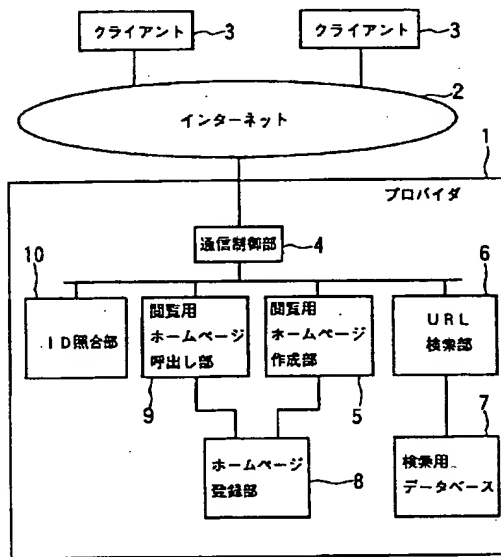 クライアント
3
クライアント
3
2
インターネット
1
プロバイダ
通信制御部
4
10
6
ID照合部
閲覧用
ホームページ
呼出し部
閲覧用
ホームページ
作成部
URL
検索部
9
5
7
ホームページ
登録部
8
検索用
データベース